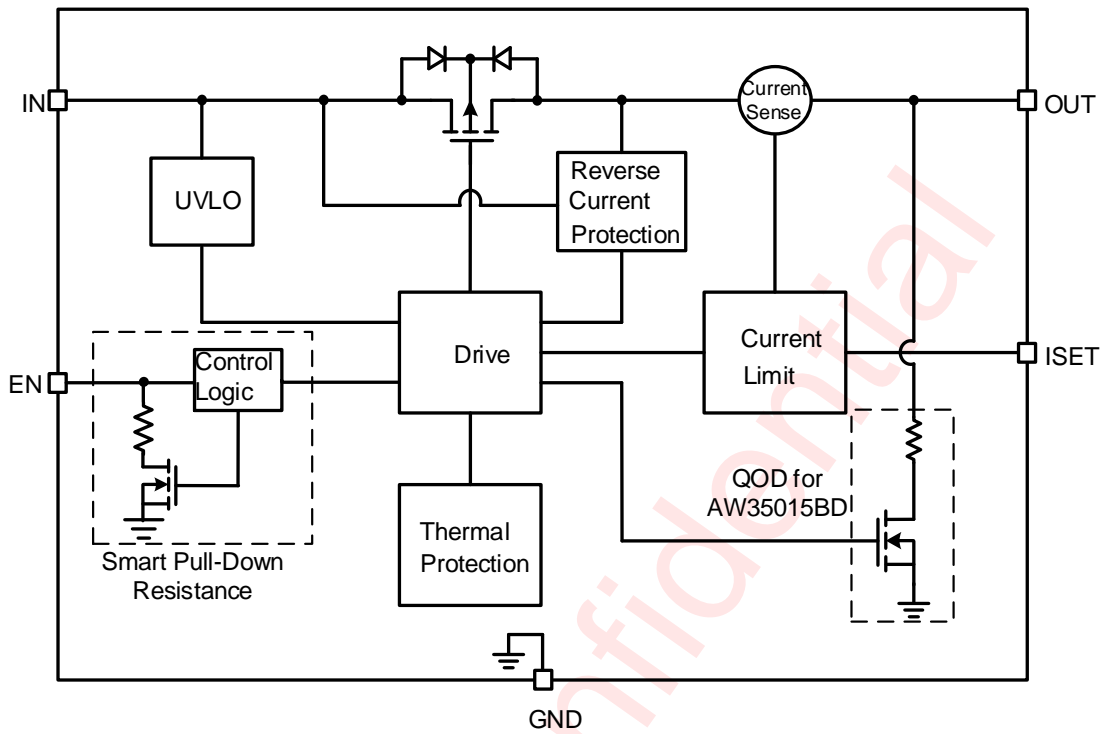 Current
Sense
IN
OUT
UVLO
Reverse
Current
Protection
Drive
Current
Limit
ISET
Control
Logic
EN
QOD for
AW35015BD
Thermal
Protection
Smart Pull-Down
Resistance
GND
nfidential